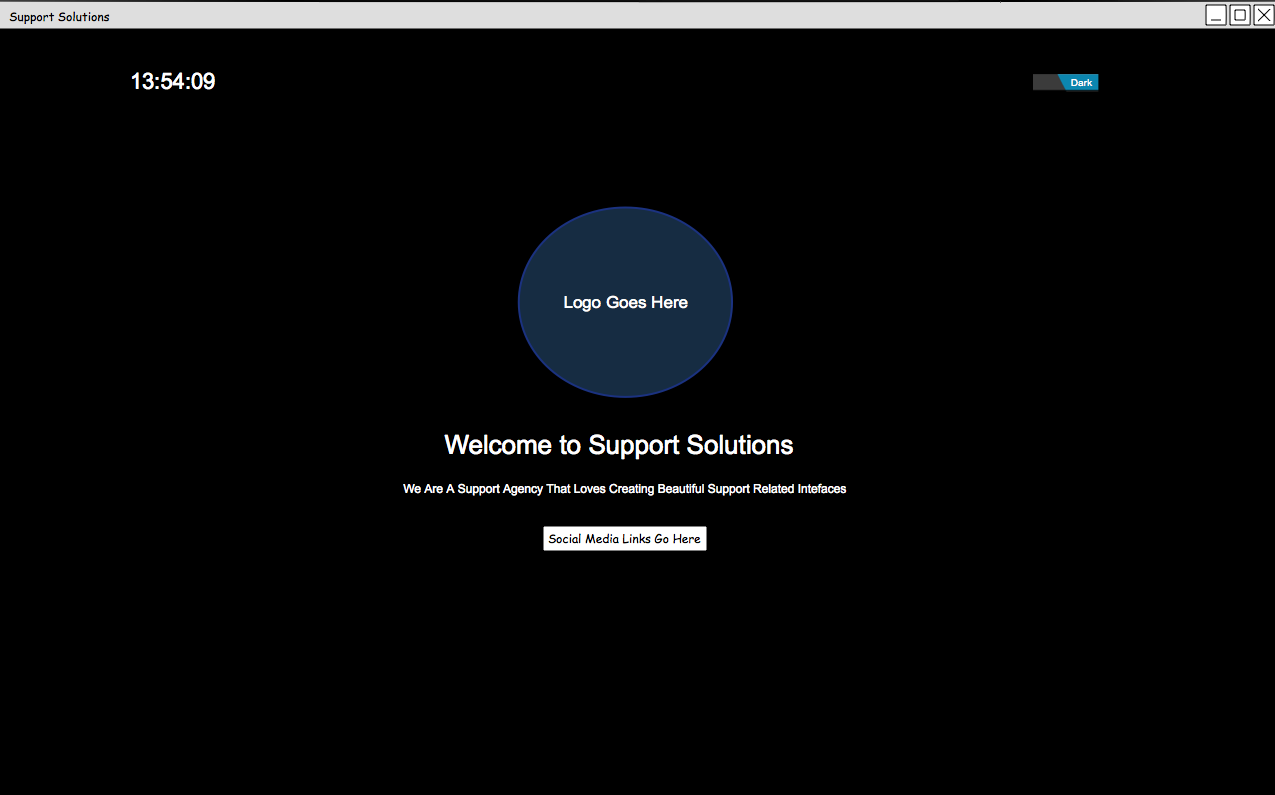 Support Solutions
13:54:09
Dark
Logo Goes Here
Welcome to Support Solutions
We Are A Support Agency That Loves Creating Beautiful Support Related Intefaces
Social Media Links Go Here